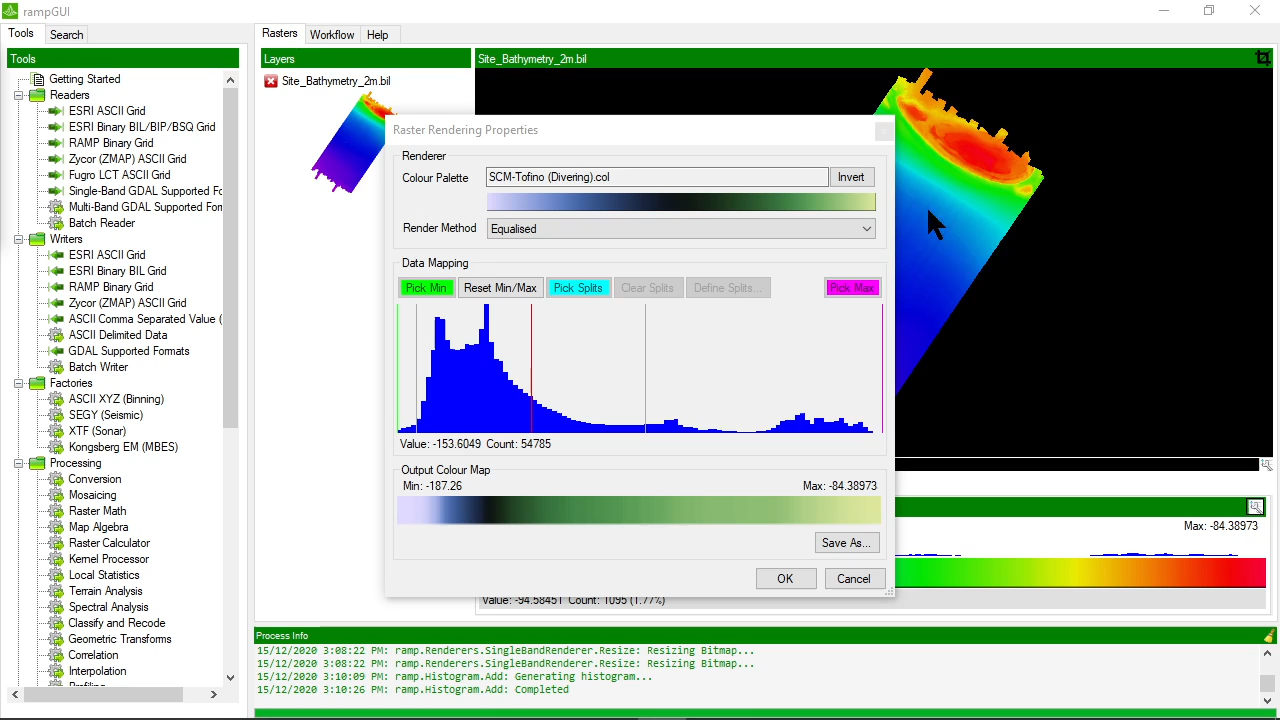 rampGUI
Tools
Search
Rasters
Workflow
Help
Tools
Layers
Site_Bathymetry_2m.bil
Getting Started
Readers
ESRI ASCII Grid
ESRI Binary BIL/BIP/BSQ Grid
RAMP Binary Grid
Zycor (ZMAP) ASCII Grid
Fugro LCT ASCII Grid
Single-Band GDAL Supported Fo
Multi-Band GDAL Supported For
Batch Reader
Writers
ESRI ASCII Grid
ESRI Binary BIL Grid
RAMP Binary Grid
Zycor (ZMAP) ASCII Grid
ASCII Comma Separated Value (
ASCII Delimited Data
GDAL Supported Formats
Batch Writer
Factories
ASCII XYZ (Binning)
SEGY (Seismic)
XTF (Sonar)
Kongsberg EM (MBES)
Processing
Conversion
Mosaicing
Raster Math
Map Algebra
Raster Calculator
Kernel Processor
Local Statistics
Terrain Analysis
Spectral Analysis
Classify and Recode
Geometric Transforms
Correlation
Interpolation
Site_Bathymetry_2m.bil
Raster Rendering Properties
Renderer
Colour Palette
SCM-Tofino (Divering).col
Invert
Render Method
Equalised
Data Mapping
Pick Min
Reset Min/Max
Pick Splits
Clear Splits
Define Splits...
Pick Max
Value: -153.6049 Count: 54785
Output Colour Map
Min: -187.26
Max: -84.38973
Save As...
OK
Cancel
Max: -84.38973
Value: -94.58451 Count: 1095 (1.77%)
Process Info
15/12/2020 3:08:22 PM: ramp.Renderers.SingleBandRenderer.Resize: Resizing Bitmap...
15/12/2020 3:08:22 PM: ramp.Renderers.SingleBandRenderer.Resize: Resizing Bitmap...
15/12/2020 3:10:09 PM: ramp.Histogram.Add: Generating histogram...
15/12/2020 3:10:26 PM: ramp.Histogram.Add: Completed